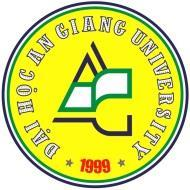 ĐẠI HỌC AN GIANG UNIVERSITY
1999